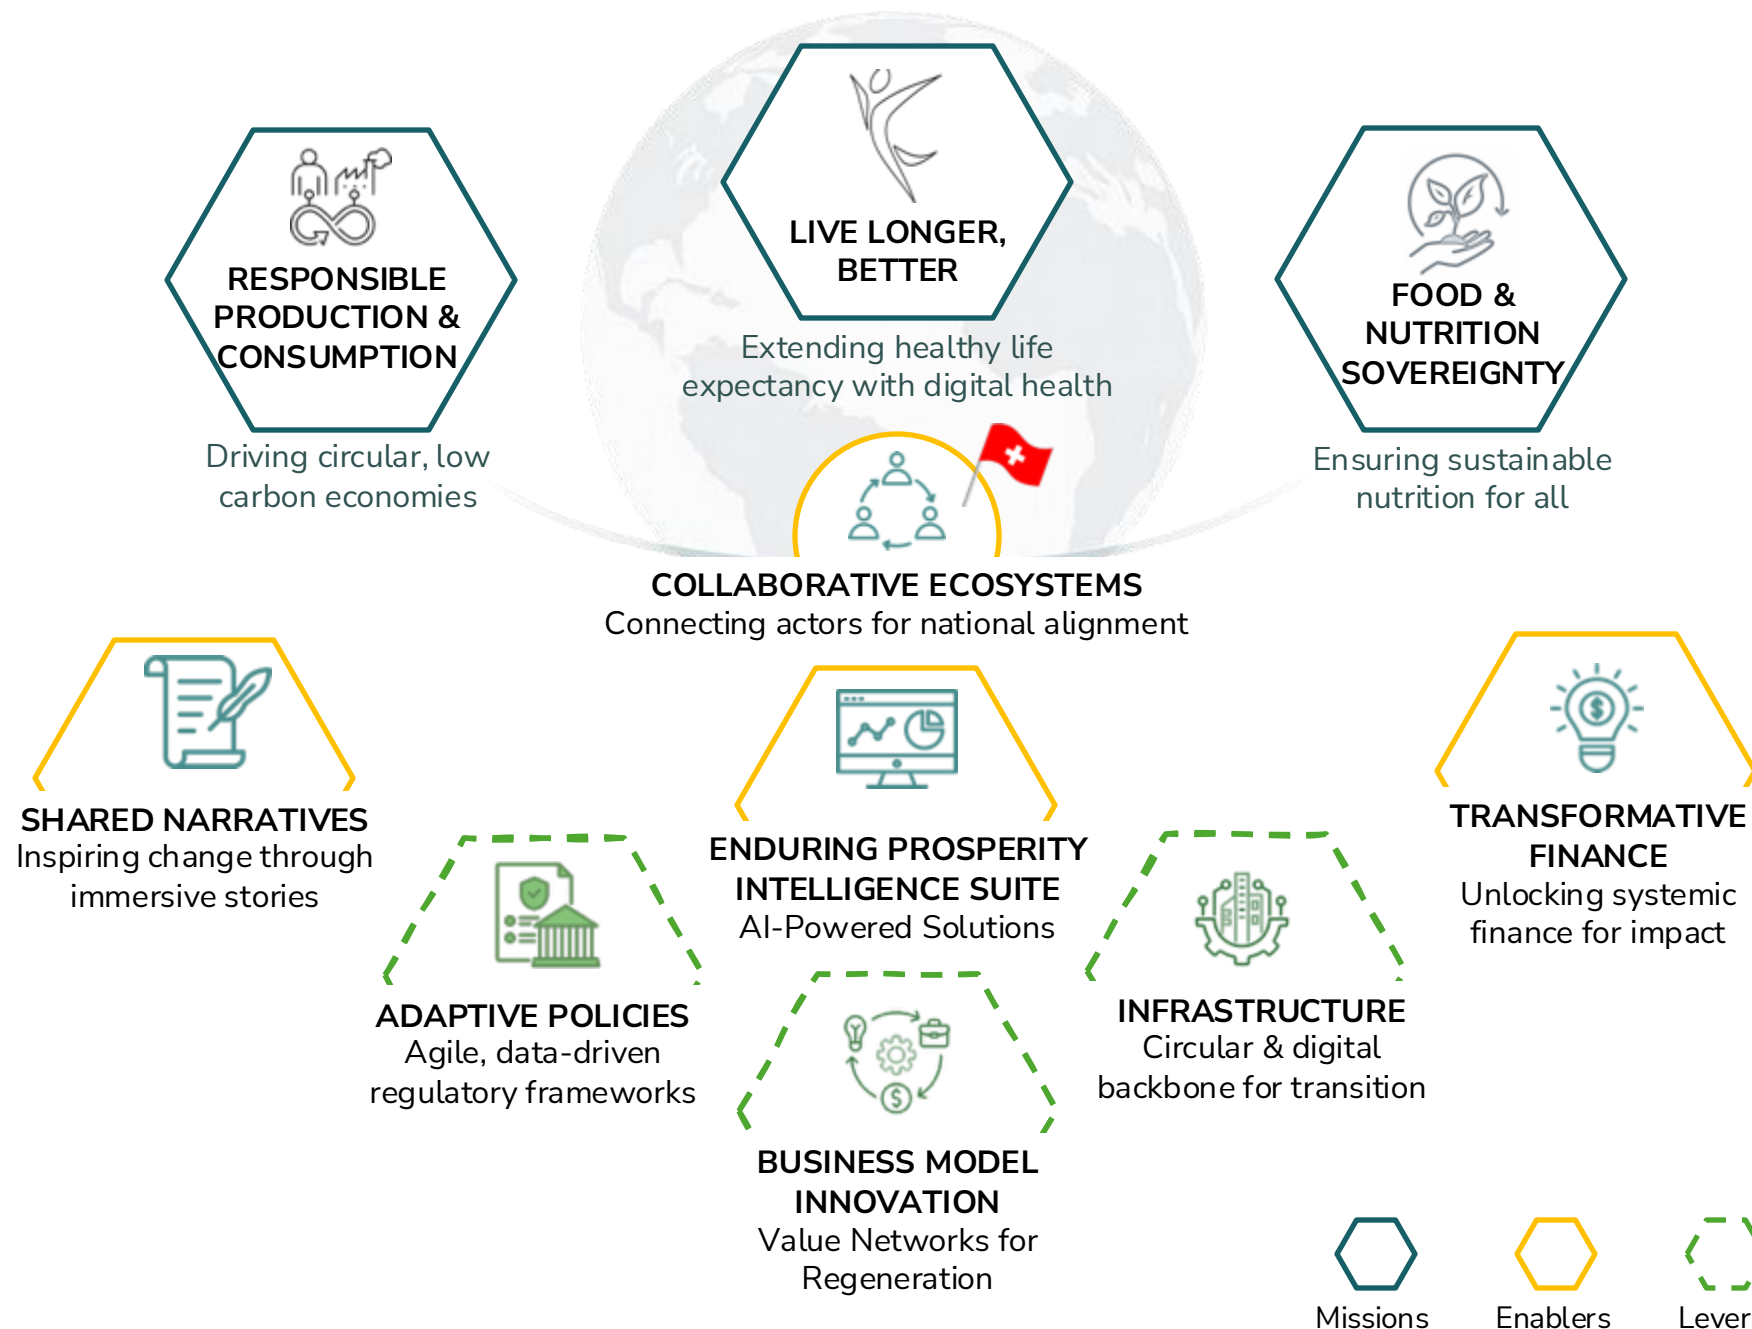 LIVE LONGER,
BETTER
Extending healthy life
expectancy with digital health
RESPONSIBLE
PRODUCTION &
CONSUMPTION
Driving circular, low
carbon economies
FOOD &
NUTRITION
SOVEREIGNTY
Ensuring sustainable
nutrition for all
COLLABORATIVE ECOSYSTEMS
Connecting actors for national alignment
SHARED NARRATIVES
Inspiring change through
immersive stories
ENDURING PROSPERITY
INTELLIGENCE SUITE
AI-Powered Solutions
TRANSFORMATIVE
FINANCE
Unlocking systemic
finance for impact
ADAPTIVE POLICIES
Agile, data-driven
regulatory frameworks
INFRASTRUCTURE
Circular & digital
backbone for transition
BUSINESS MODEL
INNOVATION
Value Networks for
Regeneration
Missions
Enablers
Lever